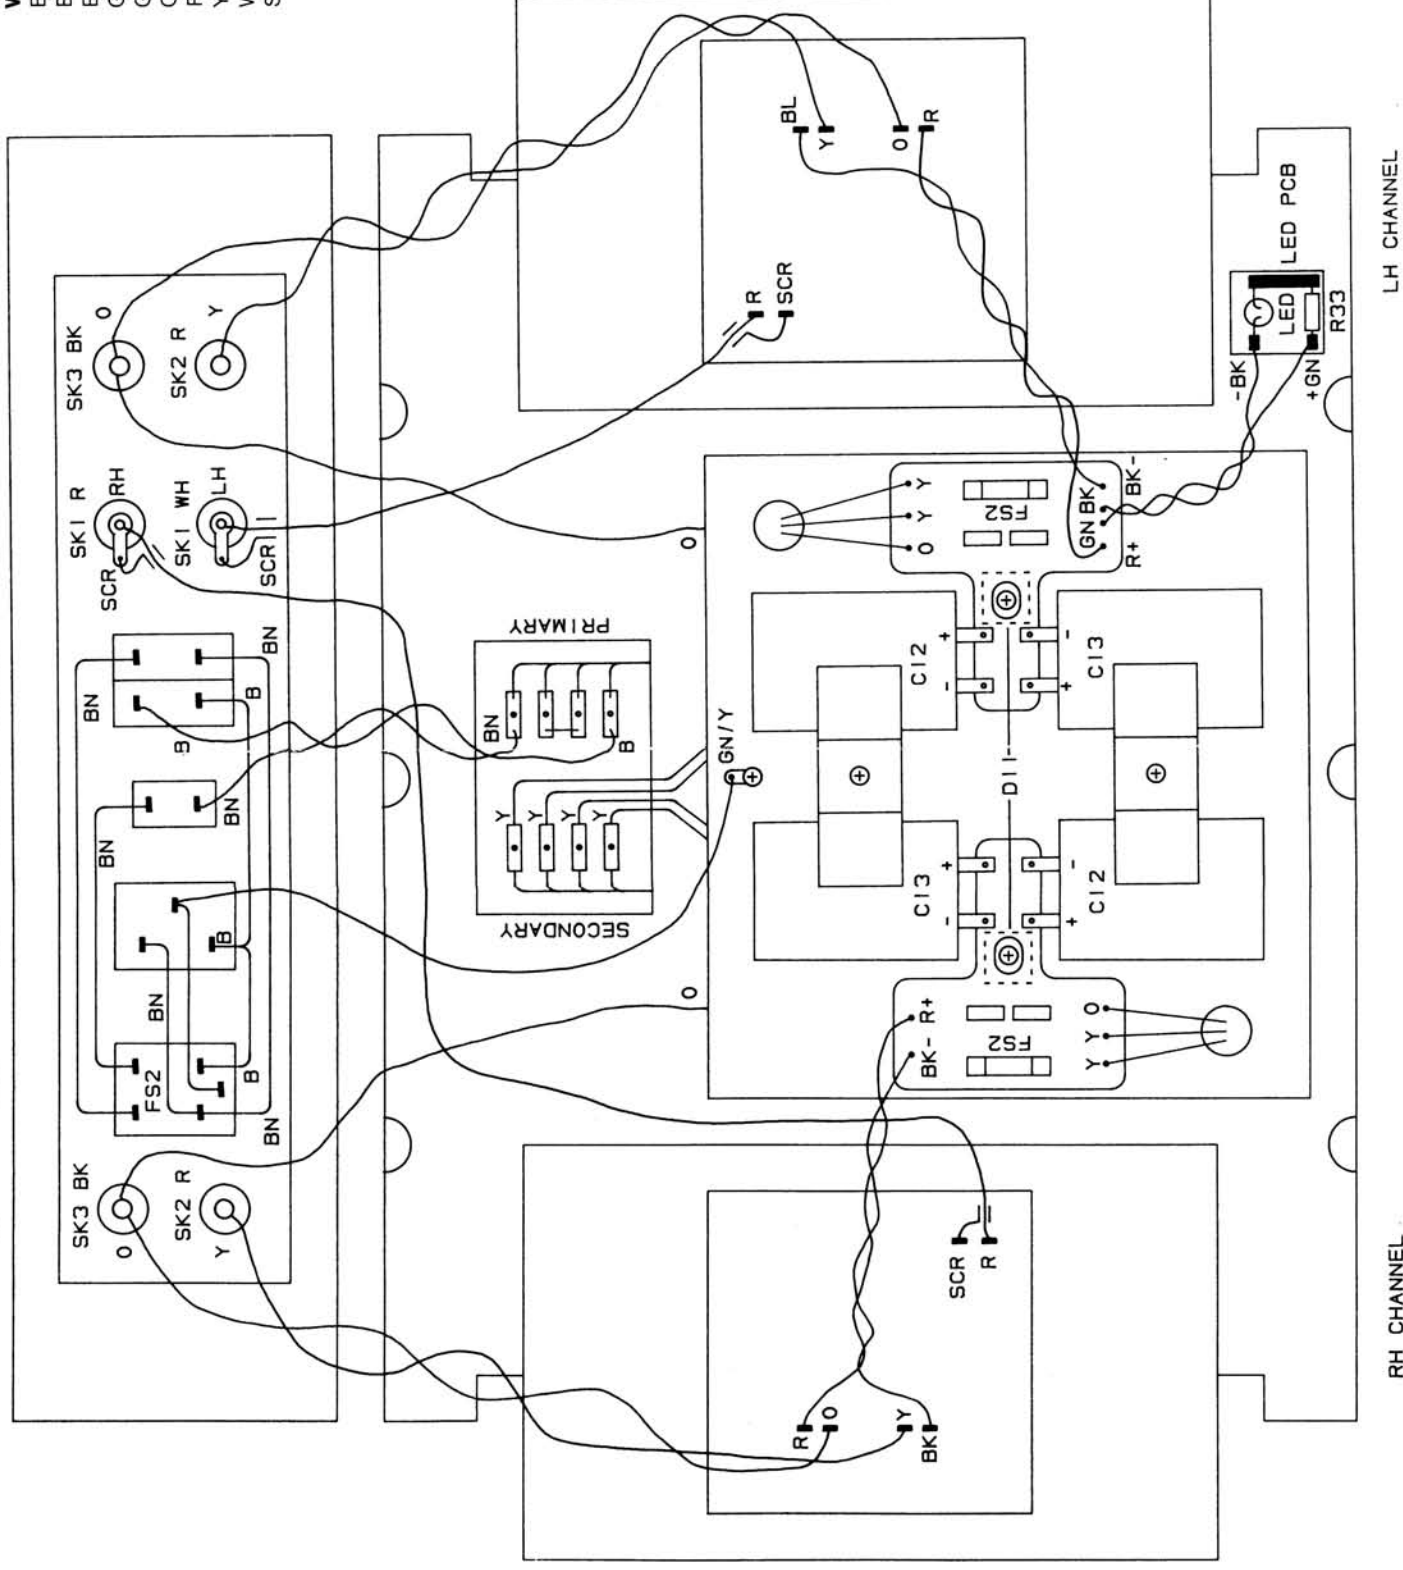 W
B
B
B
G
O
R
Y
W
S
SK3 BK
O
SK2 R
Y
SK1 R
RH
SCR
SK1 WH
LH
SCR
BN
BN
B
B
BN
BN
B
BN
FS2
B
BN
SK3 BK
O
SK2 R
Y
BL
Y
O
R
R
SCR
LED PCB
LED
R33
-BK
+GN
LH CHANNEL
PRIMARY
BN
B
Y
Y
Y
Y
SECONDARY
GN/Y
O
O
Y
Y
O
FS2
GN BK
BK-
R+
C12
+
-
C13
-
+
D11
C13
+
-
C12
-
+
R+
BK-
FS2
O
Y
Y
R
O
Y
BK
SCR
R
RH CHANNEL